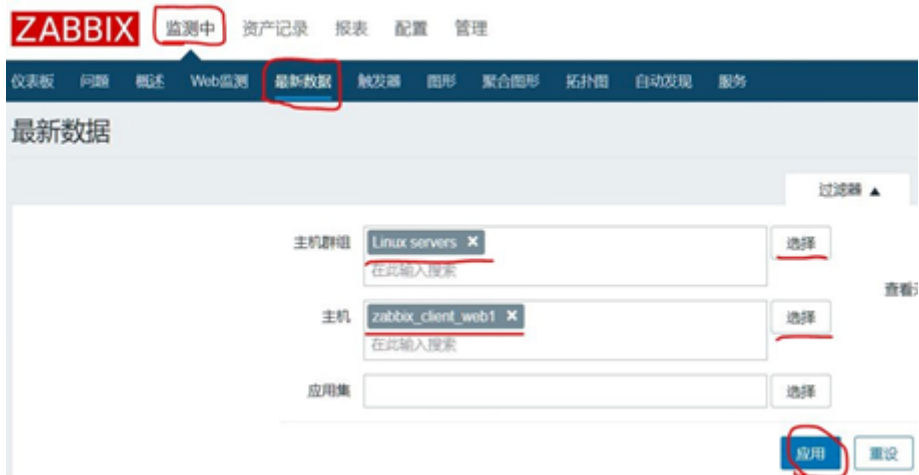 ZABBIX 监测中 资产记录 报表 配置 管理
仪表板 问题 概述 Web监测 最新数据 触发器 图形 聚合图形 拓扑图 自动发现 服务
最新数据
过滤器 ▲
主机群组 Linux servers × 选择
在此输入搜索
查看
主机 zabbix_client_web1 × 选择
在此输入搜索
应用集 选择
应用 重设